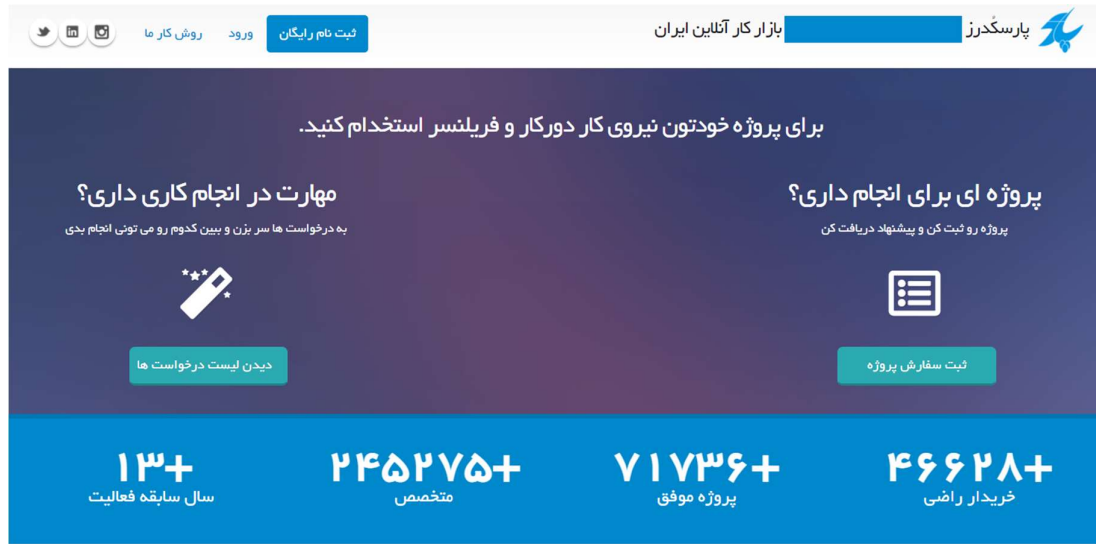 پارسکُدرز
بازار کار آنلاین ایران
ثبت نام رایگان
ورود
روش کار ما
برای پروژه خودتون نیروی کار دورکار و فریلنسر استخدام کنید.
پروژه ای برای انجام داری؟
پروژه رو ثبت کن و پیشنهاد دریافت کن
ثبت سفارش پروژه
مهارت در انجام کاری داری؟
به درخواست ها سر بزن و ببین کدوم رو می تونی انجام بدی
دیدن لیست درخواست ها
+۴۶۶۲۸
خریدار راضی
+۷۱۷۳۶
پروژه موفق
+۲۴۵۲۷۵
متخصص
+۱۳
سال سابقه فعالیت